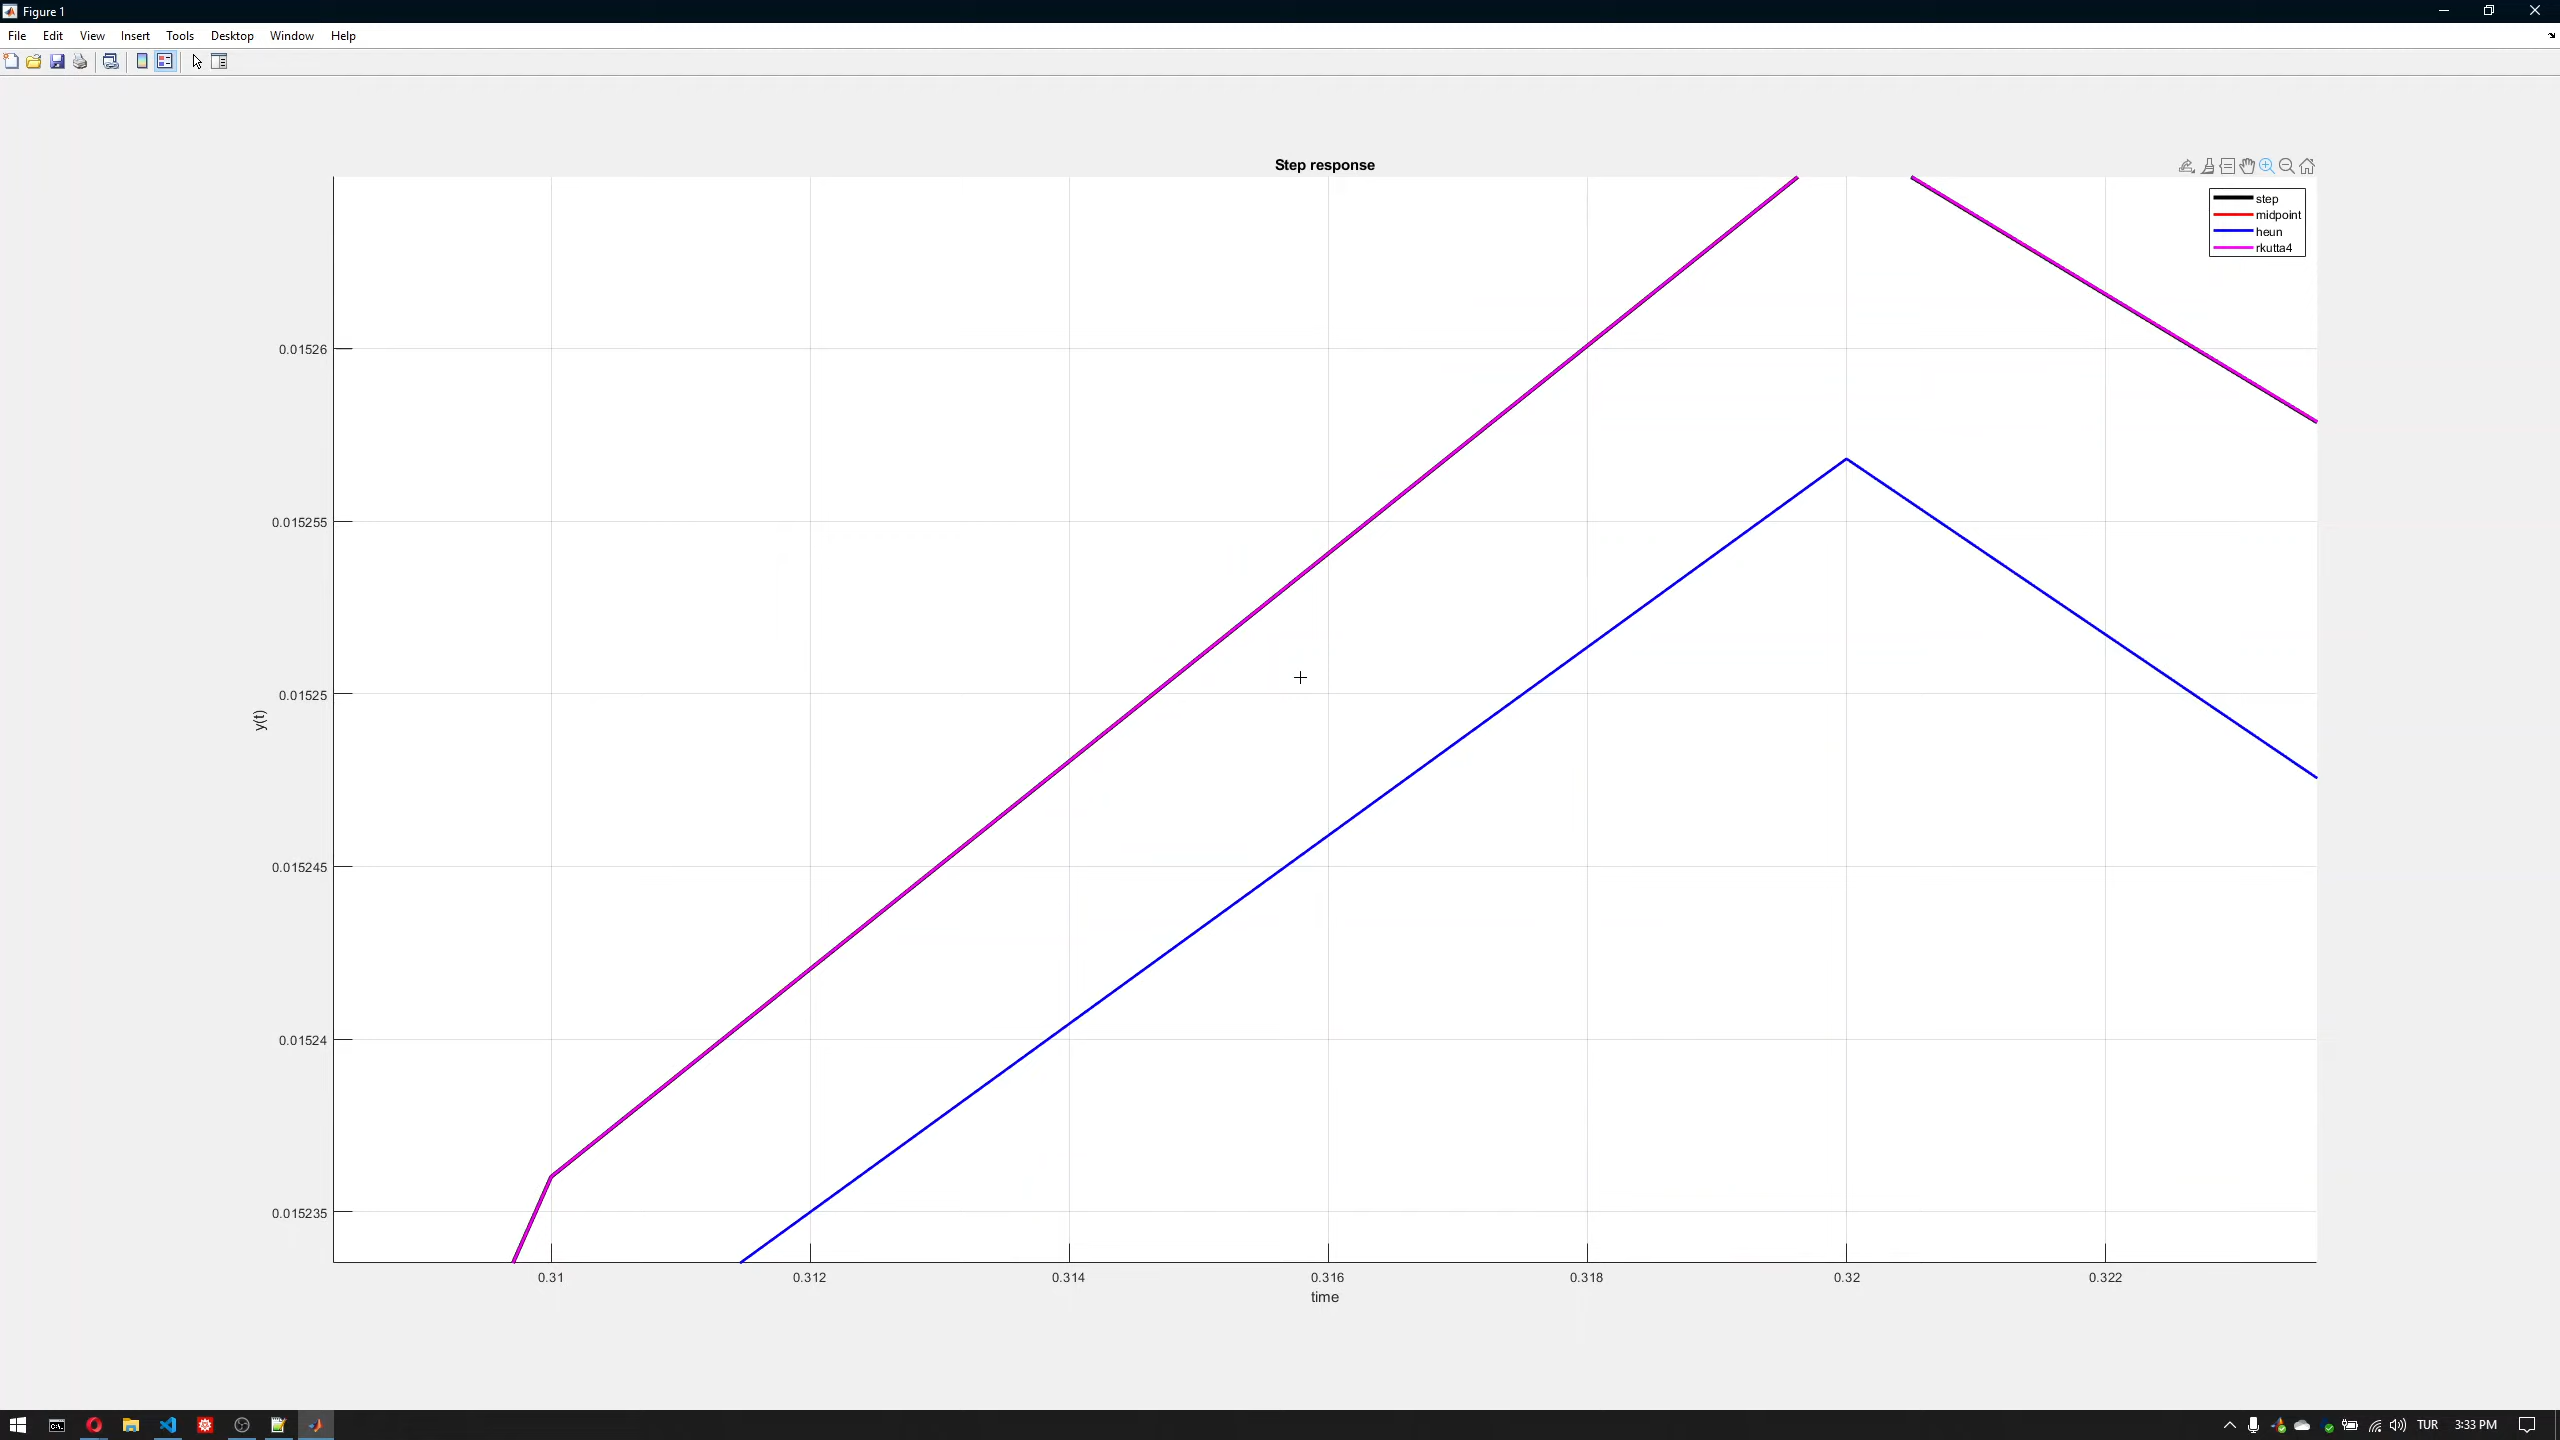 Figure 1
File Edit View Insert Tools Desktop Window Help
Step response
step
midpoint
heun
rkutta4
0.01526
0.015255
0.01525
0.015245
0.01524
0.015235
y(t)
0.31 0.312 0.314 0.316 0.318 0.32 0.322
time
TUR 3:33 PM